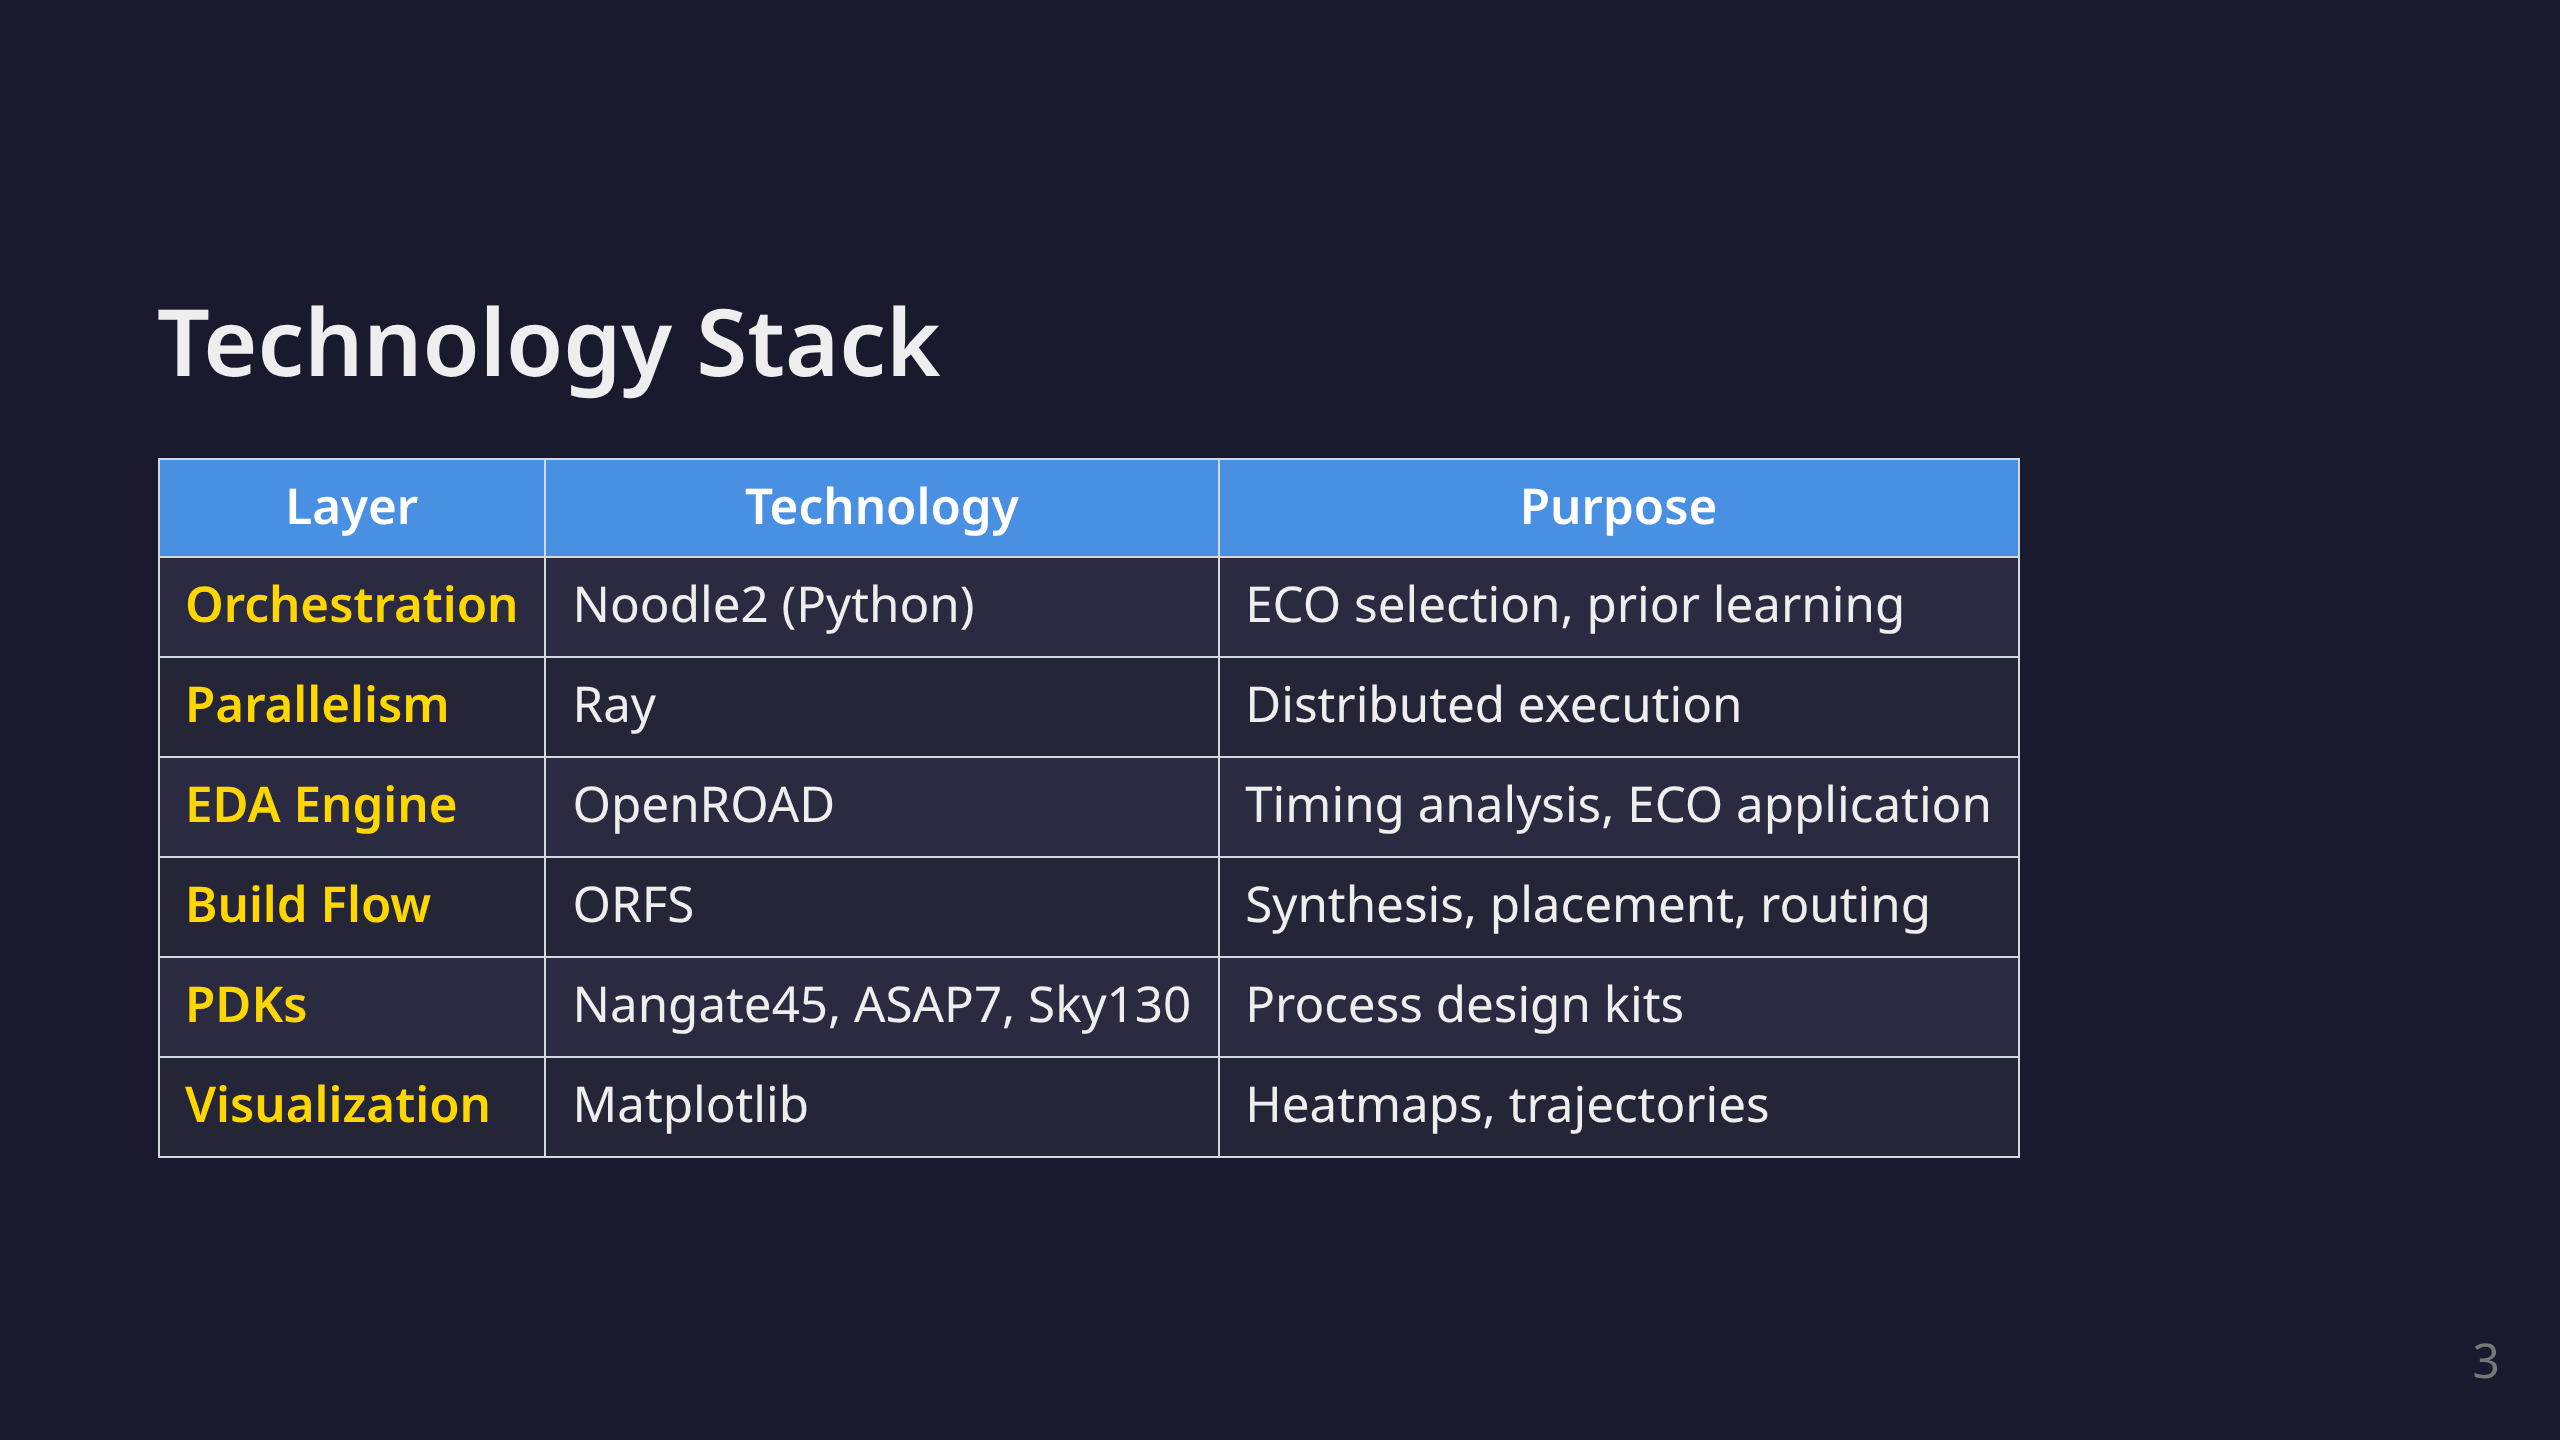 Technology Stack
Layer Technology Purpose
Orchestration Noodle2 (Python) ECO selection, prior learning
Parallelism Ray Distributed execution
EDA Engine OpenROAD Timing analysis, ECO application
Build Flow ORFS Synthesis, placement, routing
PDKs Nangate45, ASAP7, Sky130 Process design kits
Visualization Matplotlib Heatmaps, trajectories
3